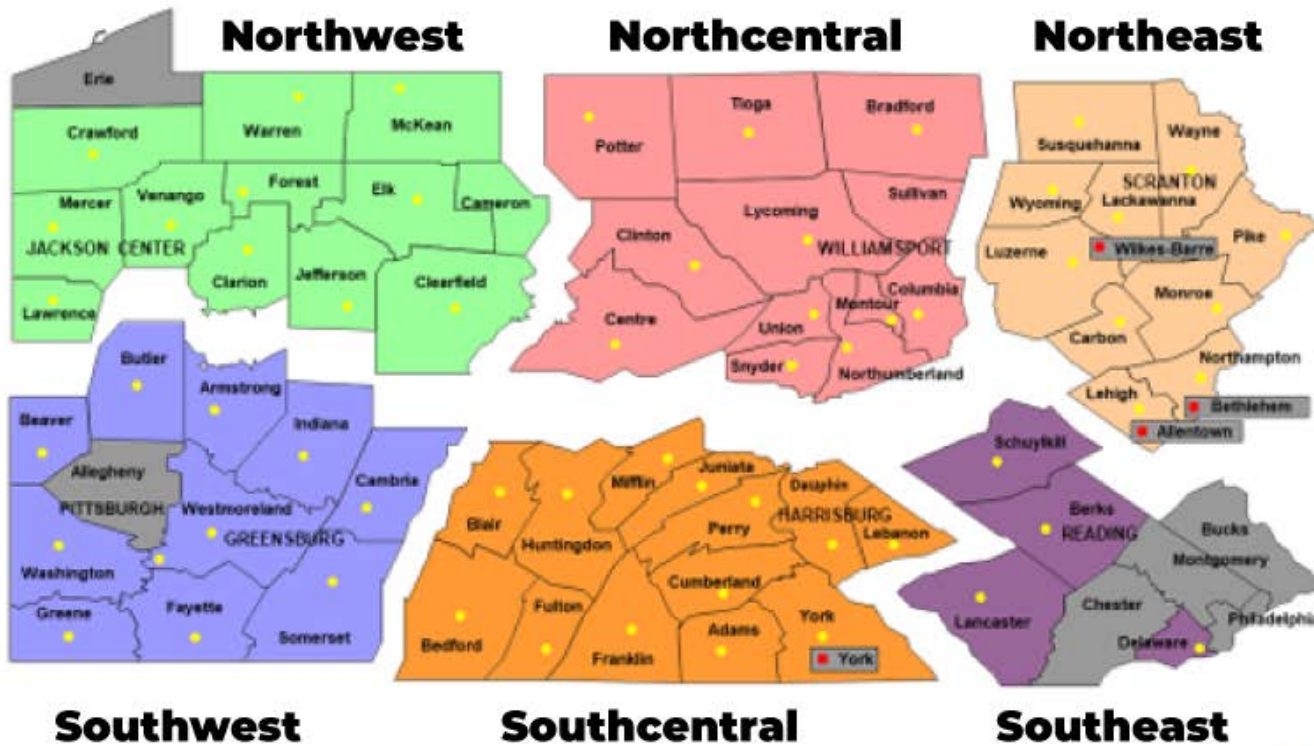 Northwest
Northcentral
Northeast
Erie
Crawford
Warren
McKean
Mercer
Venango
Forest
Elk
Cameron
JACKSON CENTER
Clarion
Jefferson
Clearfield
Lawrence
Potter
Tioga
Bradford
Sullivan
Lycoming
Clinton
WILLIAMSPORT
Centre
Union
Montour
Columbia
Snyder
Northumberland
Susquehanna
Wayne
SCRANTON
Wyoming
Lackawanna
Luzerne
Wilkes-Barre
Pike
Monroe
Carbon
Northampton
Lehigh
Bethlehem
Allentown
Butler
Armstrong
Beaver
Indiana
Allegheny
Cambria
PITTSBURGH
Westmoreland
GREENSBURG
Washington
Greene
Fayette
Somerset
Mifflin
Juniata
Dauphin
Blair
Huntingdon
Perry
HARRISBURG
Lebanon
Cumberland
Bedford
Fulton
Franklin
Adams
York
York
Schuylkill
Berks
READING
Bucks
Montgomery
Lancaster
Chester
Delaware
Philadelphia
Southwest
Southcentral
Southeast